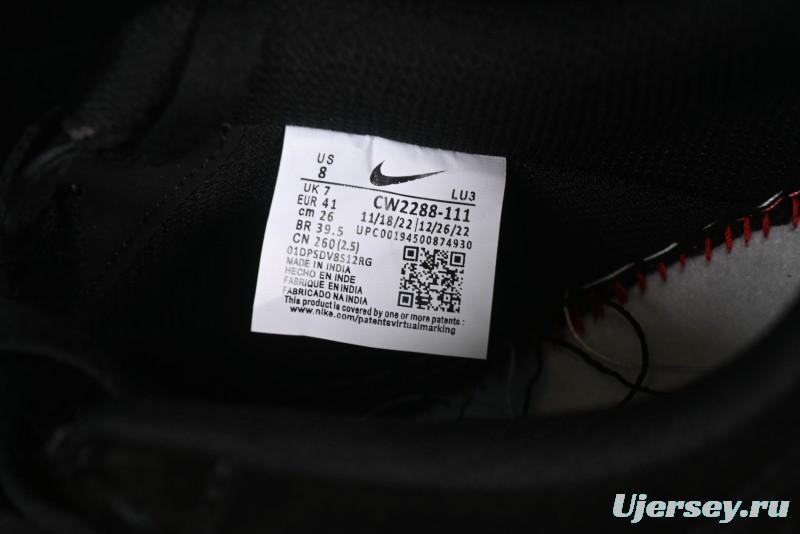 US
8
LU3
UK 7
EUR 41
cm 26
BR 39.5
CN 260(2.5)
CW2288-111
11/18/22 | 12/26/22
UPC00194500874930
01DPSDV8512RG
MADE IN INDIA
HECHO EN INDE
FABRIQUE EN INDIA
FABRICADO NA INDIA
This product is covered by one or more patents :
www.nike.com/patentsvirtualmarking
Ujersey.ru